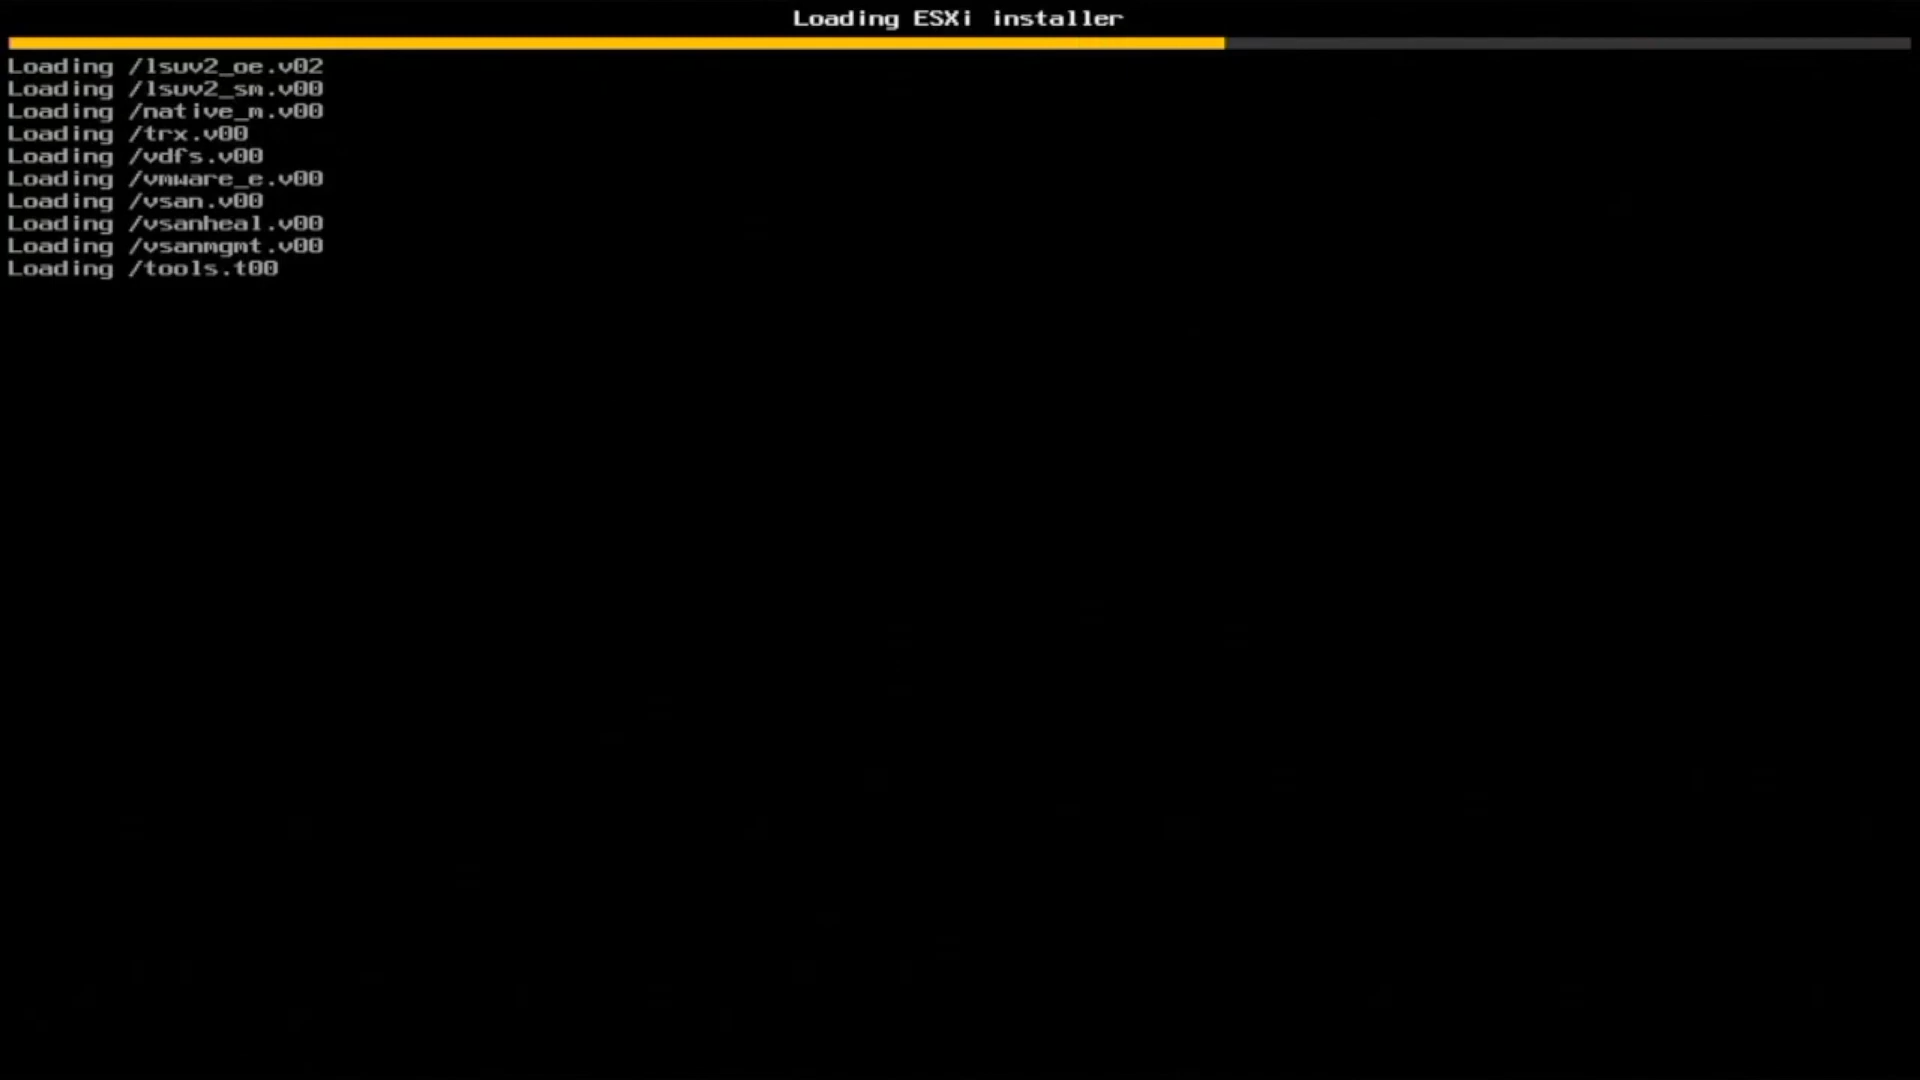 Loading ESXi installer
Loading /lsuv2_oe.v02
Loading /lsuv2_sm.v00
Loading /native_m.v00
Loading /trx.v00
Loading /vdfs.v00
Loading /vmware_e.v00
Loading /vsan.v00
Loading /vsanheal.v00
Loading /vsanmgmt.v00
Loading /tools.t00